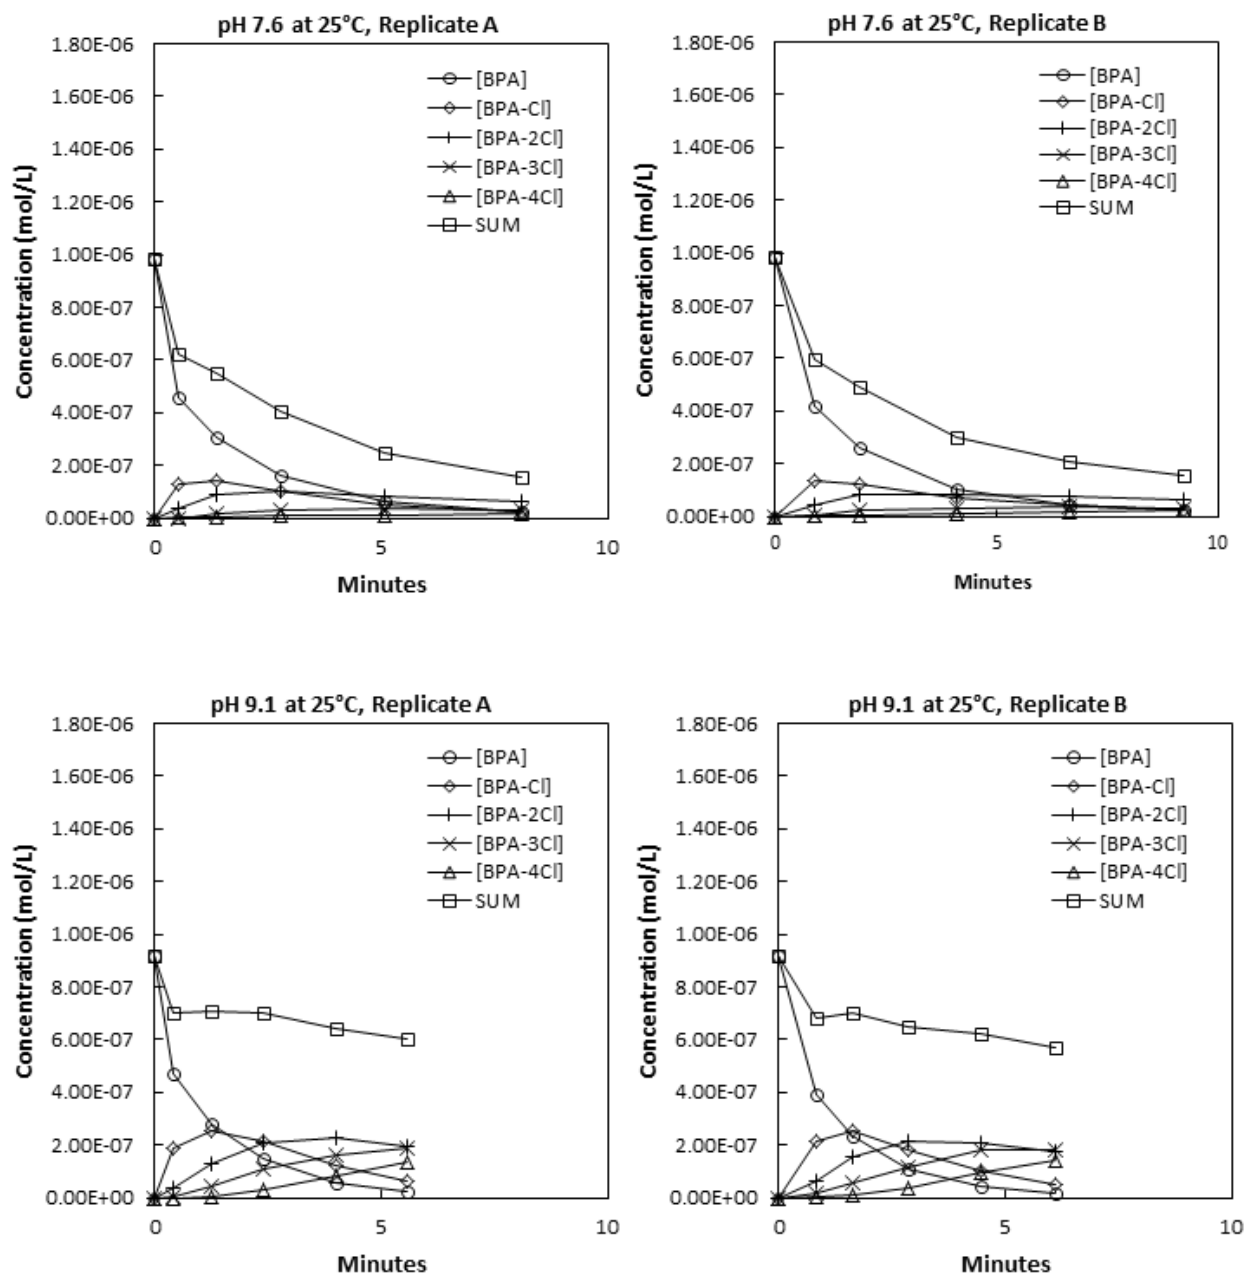 pH 7.6 at 25°C, Replicate A
1.80E-06
1.60E-06
1.40E-06
1.20E-06
1.00E-06
8.00E-07
6.00E-07
4.00E-07
2.00E-07
0.00E+00
Concentration (mol/L)
[BPA]
[BPA-Cl]
[BPA-2Cl]
[BPA-3Cl]
[BPA-4Cl]
SUM
0
5
10
Minutes
pH 7.6 at 25°C, Replicate B
1.80E-06
1.60E-06
1.40E-06
1.20E-06
1.00E-06
8.00E-07
6.00E-07
4.00E-07
2.00E-07
0.00E+00
Concentration (mol/L)
[BPA]
[BPA-Cl]
[BPA-2Cl]
[BPA-3Cl]
[BPA-4Cl]
SUM
0
5
10
Minutes
pH 9.1 at 25°C, Replicate A
1.80E-06
1.60E-06
1.40E-06
1.20E-06
1.00E-06
8.00E-07
6.00E-07
4.00E-07
2.00E-07
0.00E+00
Concentration (mol/L)
[BPA]
[BPA-Cl]
[BPA-2Cl]
[BPA-3Cl]
[BPA-4Cl]
SUM
0
5
10
Minutes
pH 9.1 at 25°C, Replicate B
1.80E-06
1.60E-06
1.40E-06
1.20E-06
1.00E-06
8.00E-07
6.00E-07
4.00E-07
2.00E-07
0.00E+00
Concentration (mol/L)
[BPA]
[BPA-Cl]
[BPA-2Cl]
[BPA-3Cl]
[BPA-4Cl]
SUM
0
5
10
Minutes